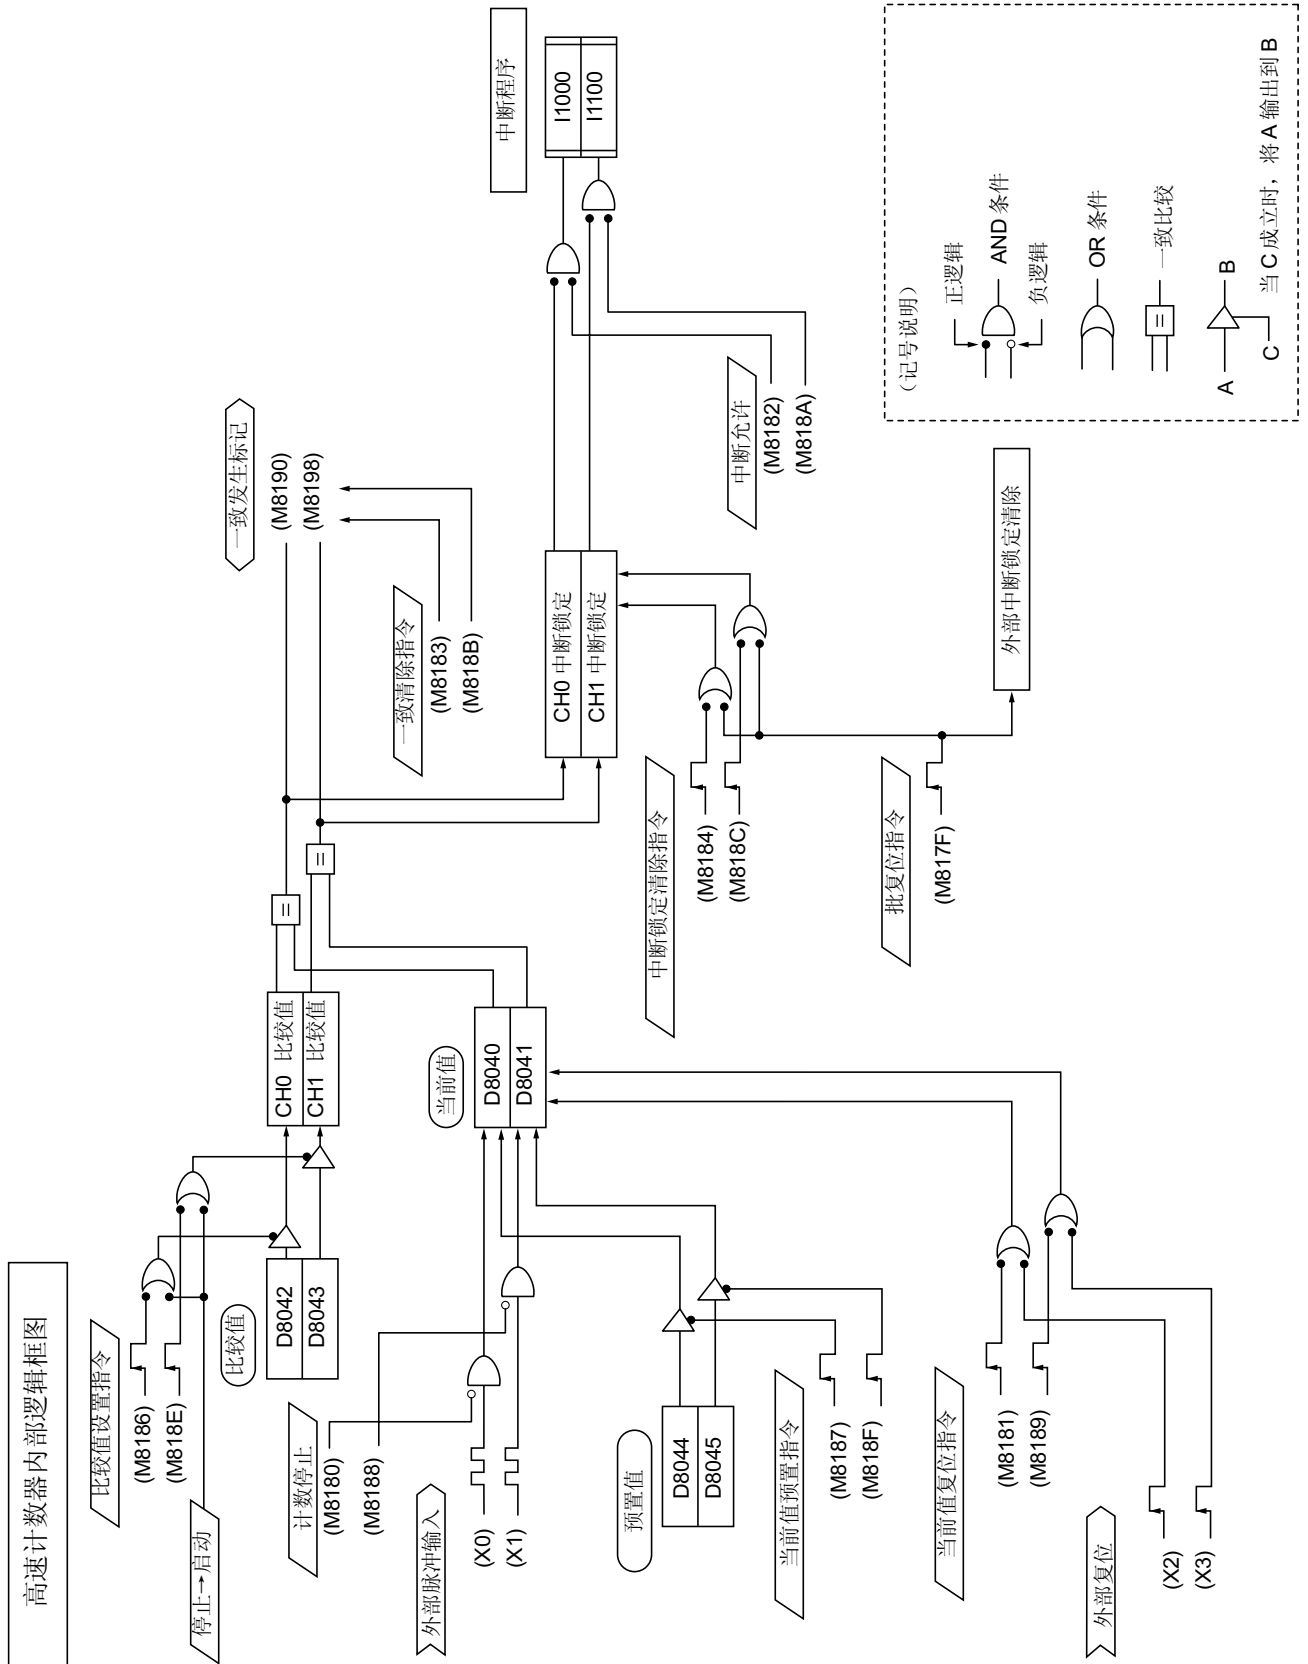 高速计数器内部逻辑框图
比较值设置指令
(M8186)
(M818E)
停止→启动
比较值
D8042
D8043
CH0 比较值
CH1 比较值
=
=
一致发生标记
(M8190)
(M8198)
一致清除指令
(M8183)
(M818B)
计数停止
(M8180)
(M8188)
外部脉冲输入
(X0)
(X1)
当前值
D8040
D8041
CH0 中断锁定
CH1 中断锁定
中断程序
I1000
I1100
中断允许
(M8182)
(M818A)
预置值
D8044
D8045
当前值预置指令
(M8187)
(M818F)
中断锁定清除指令
(M8184)
(M818C)
批复位指令
(M817F)
外部中断锁定清除
当前值复位指令
(M8181)
(M8189)
外部复位
(X2)
(X3)
（记号说明）
正逻辑
AND 条件
负逻辑
OR 条件
=
一致比较
A
B
C
当 C 成立时，将 A 输出到 B